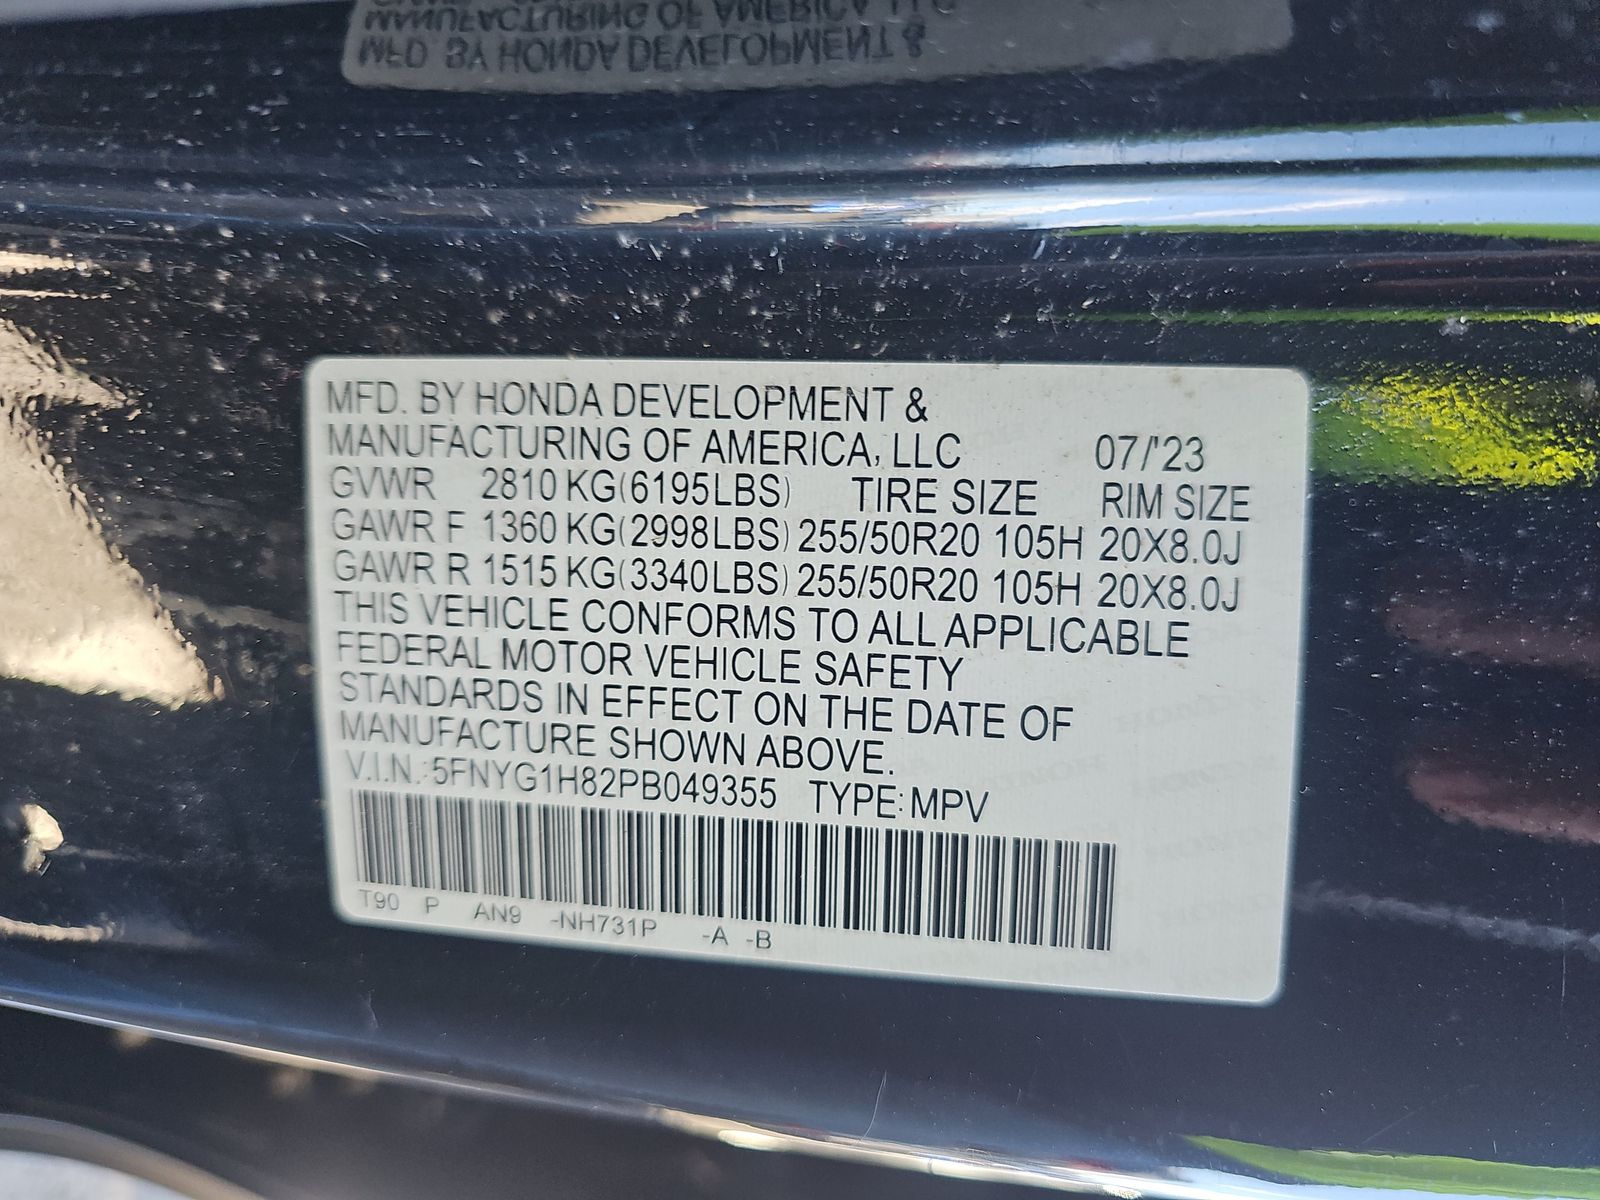 MFD. BY HONDA DEVELOPMENT &
MANUFACTURING OF AMERICA, LLC 07/'23
GVWR 2810 KG(6195LBS) TIRE SIZE RIM SIZE
GAWR F 1360 KG(2998LBS) 255/50R20 105H 20X8.0J
GAWR R 1515 KG(3340LBS) 255/50R20 105H 20X8.0J
THIS VEHICLE CONFORMS TO ALL APPLICABLE
FEDERAL MOTOR VEHICLE SAFETY
STANDARDS IN EFFECT ON THE DATE OF
MANUFACTURE SHOWN ABOVE.
V.I.N.: 5FNYG1H82PB049355 TYPE: MPV
T90 P AN9 -NH731P -A -B